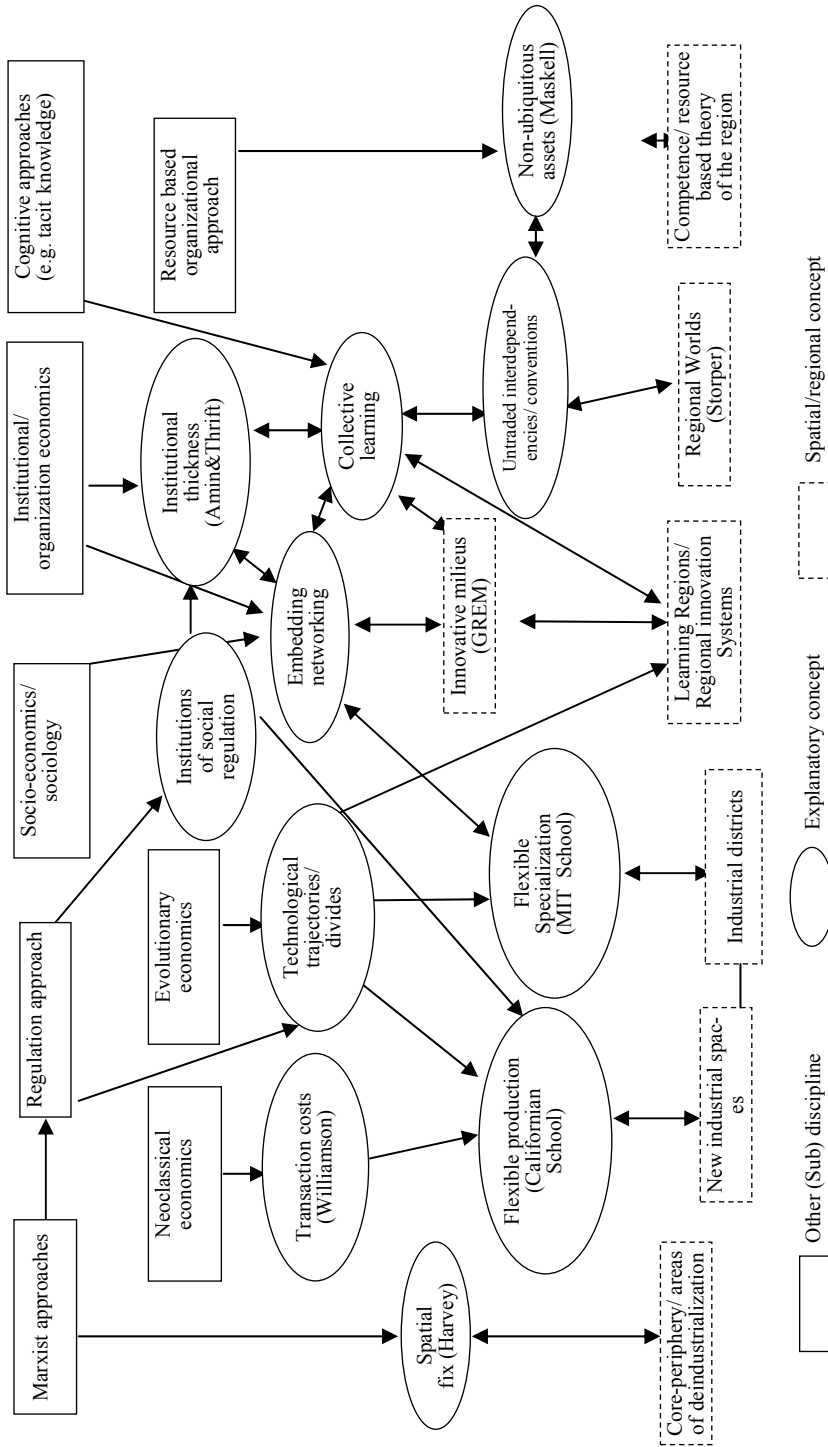 Marxist approaches
Regulation approach
Socio-economics/
sociology
Institutional/
organization economics
Cognitive approaches
(e.g. tacit knowledge)
Neoclassical
economics
Evolutionary
economics
Institutions
of social
regulation
Institutional
thickness
(Amin&Thrift)
Resource based
organizational
approach
Transaction costs
(Williamson)
Technological
trajectories/
divides
Embedding
networking
Collective
learning
Spatial
fix (Harvey)
Flexible production
(Californian
School)
Flexible
Specialization
(MIT School)
Innovative milieus
(GREM)
Untraded interdepend-
encies/ conventions
Non-ubiquitous
assets (Maskell)
Core-periphery/ areas
of deindustrialization
New industrial spac-
es
Industrial districts
Learning Regions/
Regional innovation
Systems
Regional Worlds
(Storper)
Competence/ resource
based theory
of the region
Other (Sub) discipline
Explanatory concept
Spatial/regional concept